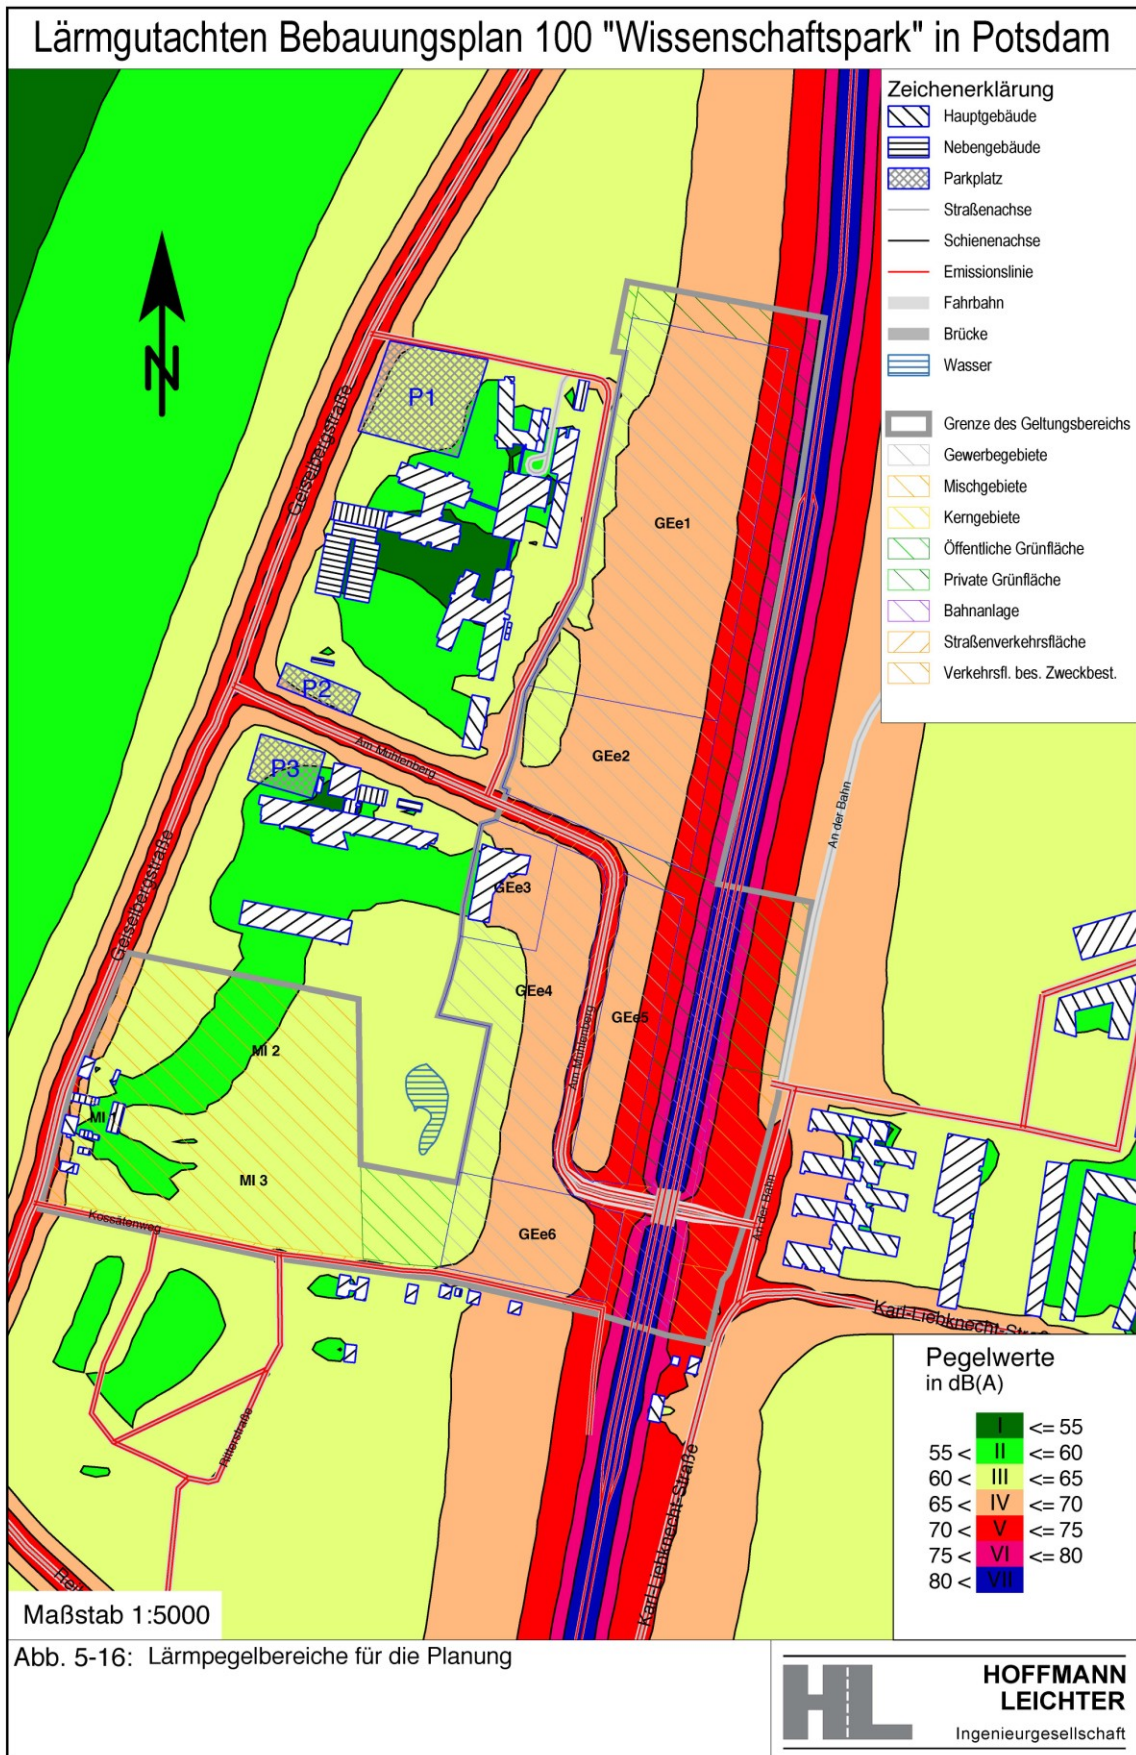 Lärmgutachten Bebauungsplan 100 "Wissenschaftspark" in Potsdam
Zeichenerklärung
Hauptgebäude
Nebengebäude
Parkplatz
Straßenachse
Schienenachse
Emissionslinie
Fahrbahn
Brücke
Wasser
Grenze des Geltungsbereichs
Gewerbegebiete
Mischgebiete
Kerngebiete
Öffentliche Grünfläche
Private Grünfläche
Bahnanlage
Straßenverkehrsfläche
Verkehrsfl. bes. Zweckbest.
N
P1
Geiselbergstraße
GEe1
P2
Am Mühlenberg
GEe2
P3
An der Bahn
Geiselbergstraße
GEe3
GEe4
GEe5
Am Mühlenberg
MI 2
MI 1
MI 3
Kossätenweg
GEe6
An der Bahn
Karl-Liebknecht-Stra
Ritterstraße
Karl-Liebknecht-Straße
Pegelwerte
in dB(A)
I <= 55
55 < II <= 60
60 < III <= 65
65 < IV <= 70
70 < V <= 75
75 < VI <= 80
80 < VII
Maßstab 1:5000
Abb. 5-16: Lärmpegelbereiche für die Planung
HL
HOFFMANN
LEICHTER
Ingenieurgesellschaft